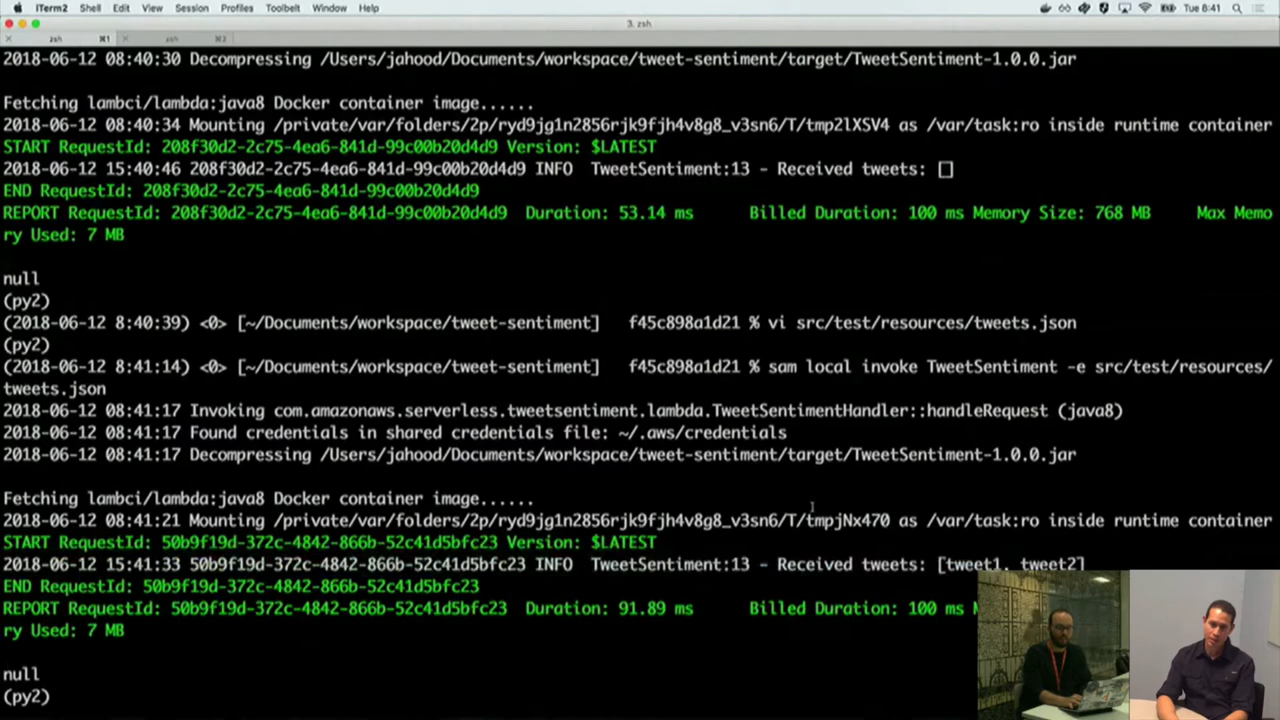 iTerm2 Shell Edit View Session Profiles Toolbelt Window Help Tue 8:41
3. zsh
zsh ⌘1 zsh ⌘2
2018-06-12 08:40:30 Decompressing /Users/jahood/Documents/workspace/tweet-sentiment/target/TweetSentiment-1.0.0.jar
Fetching lambci/lambda:java8 Docker container image......
2018-06-12 08:40:34 Mounting /private/var/folders/2p/ryd9jg1n2856rjk9fjh4v8g8_v3sn6/T/tmp2lXSV4 as /var/task:ro inside runtime container
START RequestId: 208f30d2-2c75-4ea6-841d-99c00b20d4d9 Version: $LATEST
2018-06-12 15:40:46 208f30d2-2c75-4ea6-841d-99c00b20d4d9 INFO TweetSentiment:13 - Received tweets: []
END RequestId: 208f30d2-2c75-4ea6-841d-99c00b20d4d9
REPORT RequestId: 208f30d2-2c75-4ea6-841d-99c00b20d4d9 Duration: 53.14 ms Billed Duration: 100 ms Memory Size: 768 MB Max Memo
ry Used: 7 MB
null
(py2)
(2018-06-12 8:40:39) <0> [~/Documents/workspace/tweet-sentiment] f45c898a1d21 % vi src/test/resources/tweets.json
(py2)
(2018-06-12 8:41:14) <0> [~/Documents/workspace/tweet-sentiment] f45c898a1d21 % sam local invoke TweetSentiment -e src/test/resources/
tweets.json
2018-06-12 08:41:17 Invoking com.amazonaws.serverless.tweetsentiment.lambda.TweetSentimentHandler::handleRequest (java8)
2018-06-12 08:41:17 Found credentials in shared credentials file: ~/.aws/credentials
2018-06-12 08:41:17 Decompressing /Users/jahood/Documents/workspace/tweet-sentiment/target/TweetSentiment-1.0.0.jar
Fetching lambci/lambda:java8 Docker container image......
2018-06-12 08:41:21 Mounting /private/var/folders/2p/ryd9jg1n2856rjk9fjh4v8g8_v3sn6/T/tmpjNx470 as /var/task:ro inside runtime container
START RequestId: 50b9f19d-372c-4842-866b-52c41d5bfc23 Version: $LATEST
2018-06-12 15:41:33 50b9f19d-372c-4842-866b-52c41d5bfc23 INFO TweetSentiment:13 - Received tweets: [tweet1, tweet2]
END RequestId: 50b9f19d-372c-4842-866b-52c41d5bfc23
REPORT RequestId: 50b9f19d-372c-4842-866b-52c41d5bfc23 Duration: 91.89 ms Billed Duration: 100 ms
ry Used: 7 MB
null
(py2)